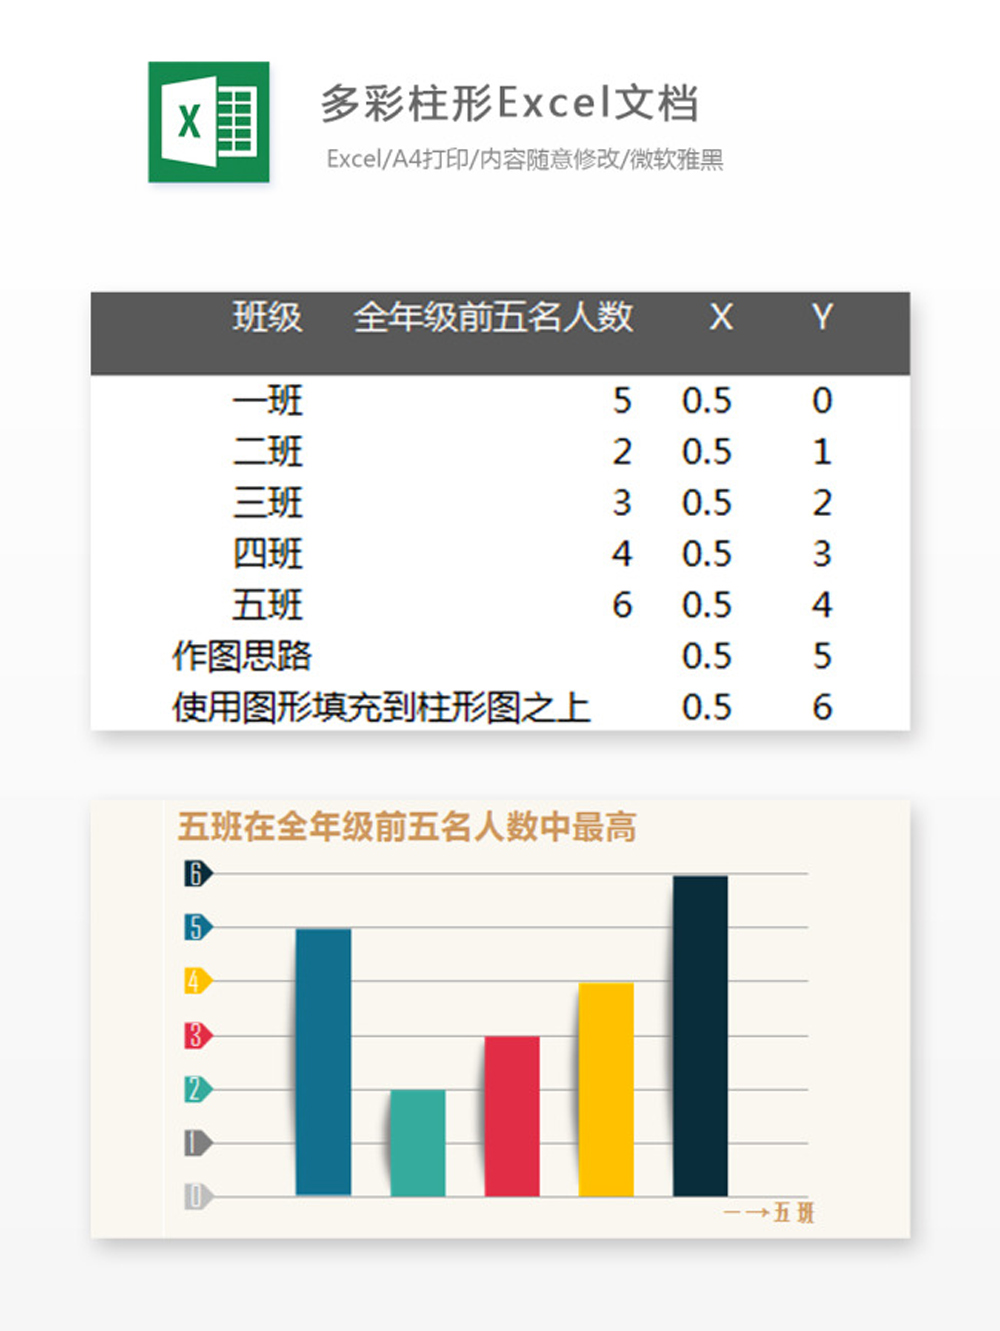 X
多彩柱形Excel文档
Excel/A4打印/内容随意修改/微软雅黑
班级 全年级前五名人数 X Y
一班 5 0.5 0
二班 2 0.5 1
三班 3 0.5 2
四班 4 0.5 3
五班 6 0.5 4
作图思路 0.5 5
使用图形填充到柱形图之上 0.5 6
五班在全年级前五名人数中最高
6
5
4
3
2
1
0
一→五班